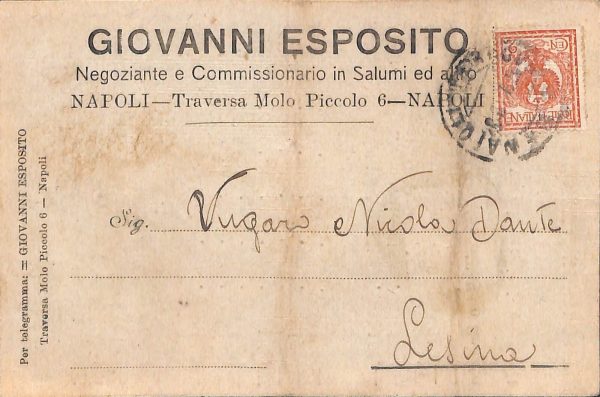 GIOVANNI ESPOSITO
Negoziante e Commissionario in Salumi ed altro
NAPOLI—Traversa Molo Piccolo 6—NAPOLI
Sig. Vugaro Nicola Dante
Lesina
Per telegramma: = GIOVANNI ESPOSITO
Traversa Molo Piccolo 6 — Napoli